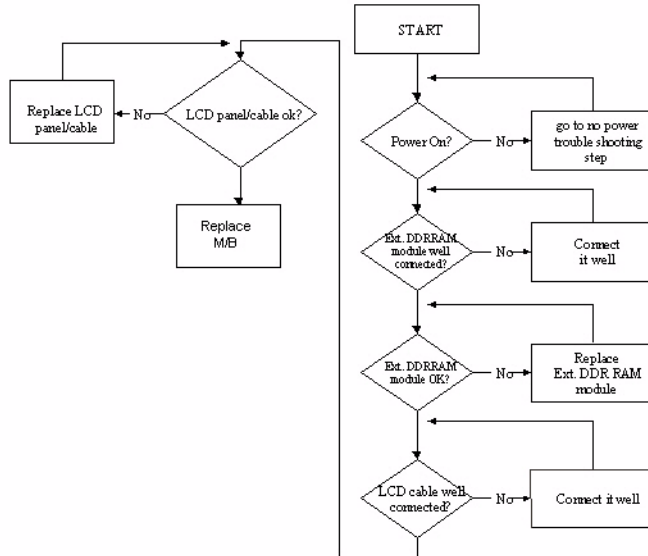 START
Power On?
No
go to no power
trouble shooting
step
Ext. DDRRAM
module well
connected?
No
Connect
it well
Ext. DDRRAM
module OK?
No
Replace
Ext. DDR RAM
module
LCD cable well
connected?
No
Connect it well
LCD panel/cable ok?
No
Replace LCD
panel/cable
Replace
M/B